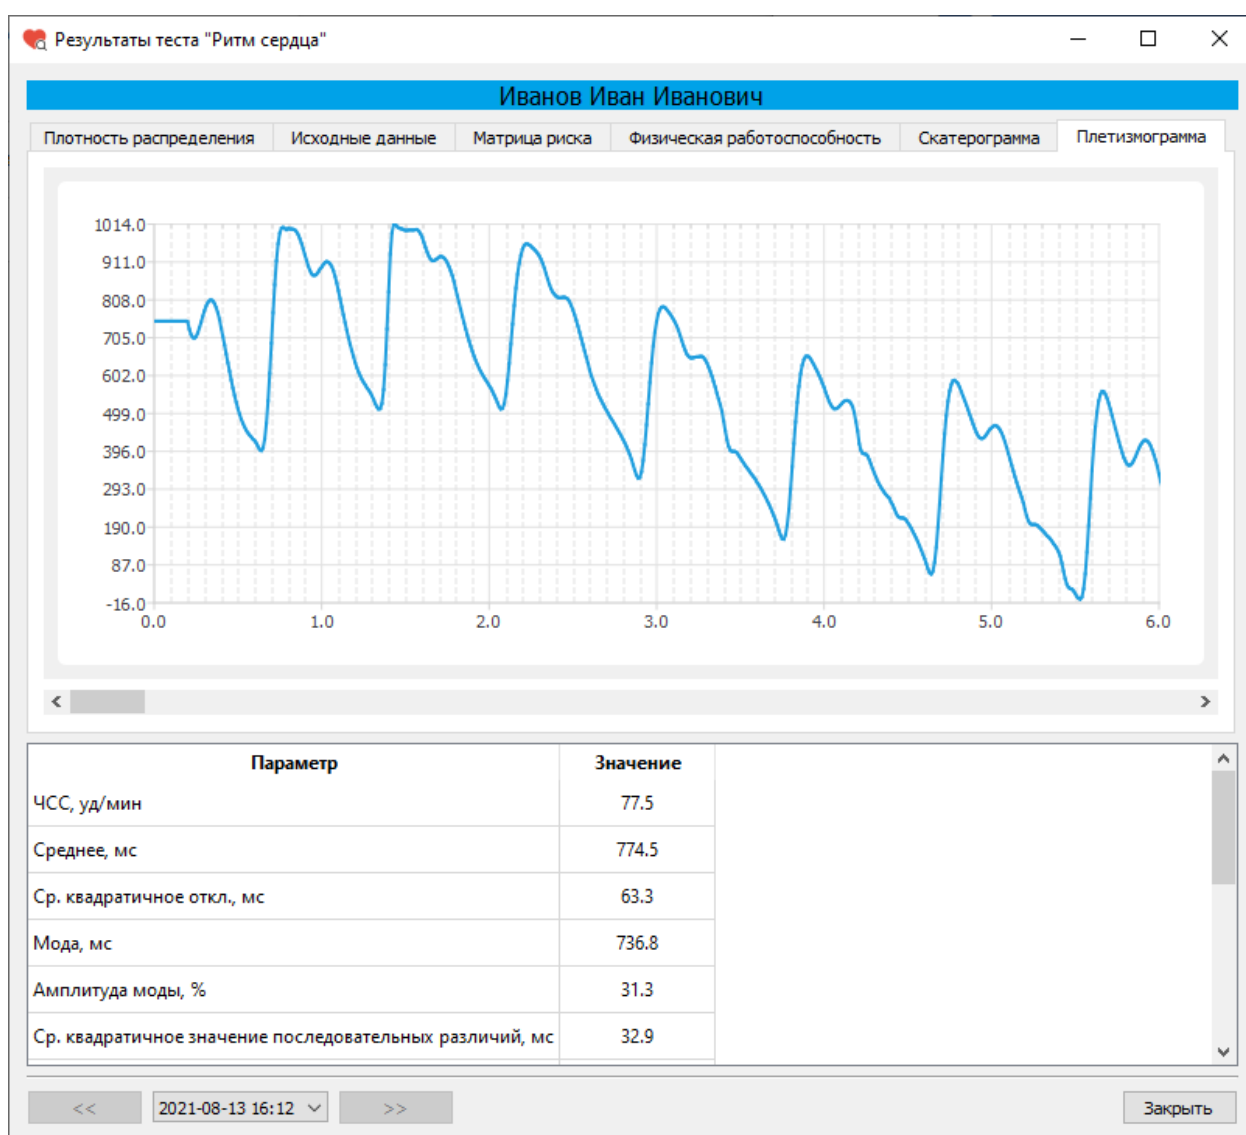 Результаты теста "Ритм сердца"
Иванов Иван Иванович
Плотность распределения Исходные данные Матрица риска Физическая работоспособность Скатерограмма Плетизмограмма
1014.0
911.0
808.0
705.0
602.0
499.0
396.0
293.0
190.0
87.0
-16.0
0.0 1.0 2.0 3.0 4.0 5.0 6.0
Параметр Значение
ЧСС, уд/мин 77.5
Среднее, мс 774.5
Ср. квадратичное откл., мс 63.3
Мода, мс 736.8
Амплитуда моды, % 31.3
Ср. квадратичное значение последовательных различий, мс 32.9
<< 2021-08-13 16:12 >> Закрыть